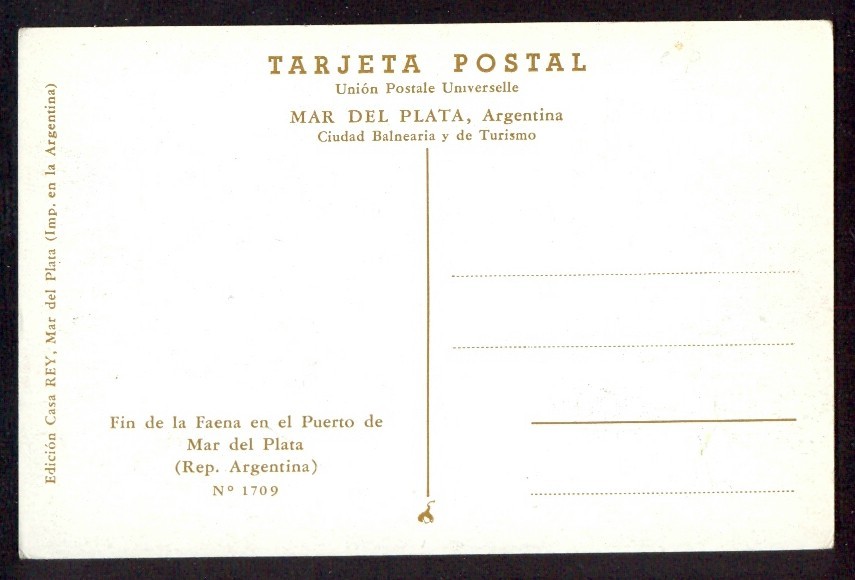 TARJETA POSTAL
Unión Postale Universelle
MAR DEL PLATA, Argentina
Ciudad Balnearia y de Turismo
Edición Casa REY, Mar del Plata (Imp. en la Argentina)
Fin de la Faena en el Puerto de
Mar del Plata
(Rep. Argentina)
Nº 1709